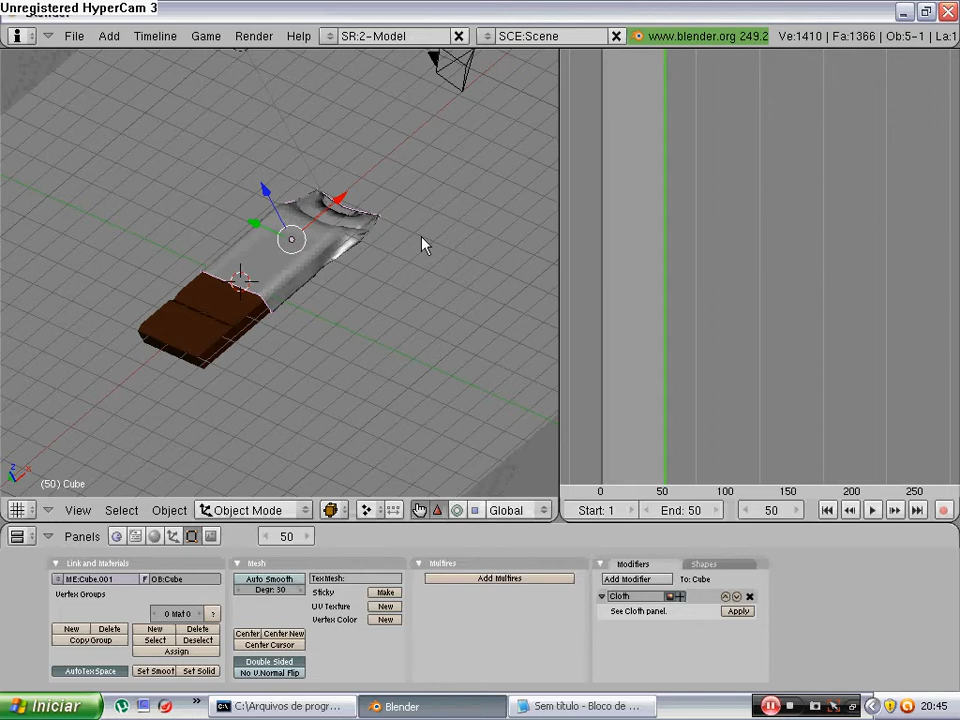 Unregistered HyperCam 3
File Add Timeline Game Render Help SR:2-Model SCE:Scene www.blender.org 249.2 Ve:1410 | Fa:1366 | Ob:5-1 | La:1
(50) Cube
0 50 100 150 200 250
View Select Object Object Mode Global Start: 1 End: 50 50
Panels 50
Link and Materials Mesh Multires Modifiers Shapes
ME:Cube.001 F OB:Cube Auto Smooth TexMesh: Add Multires Add Modifier To: Cube
Vertex Groups Degr: 30 Sticky Make Cloth
0 Mat 0 ? UV Texture New See Cloth panel. Apply
Vertex Color New
New Delete New Delete Center Center New
Copy Group Select Deselect Center Cursor
Assign Double Sided
AutoTexSpace Set Smoot Set Solid No V.Normal Flip
Iniciar C:\Arquivos de progr... Blender Sem título - Bloco de ... 20:45